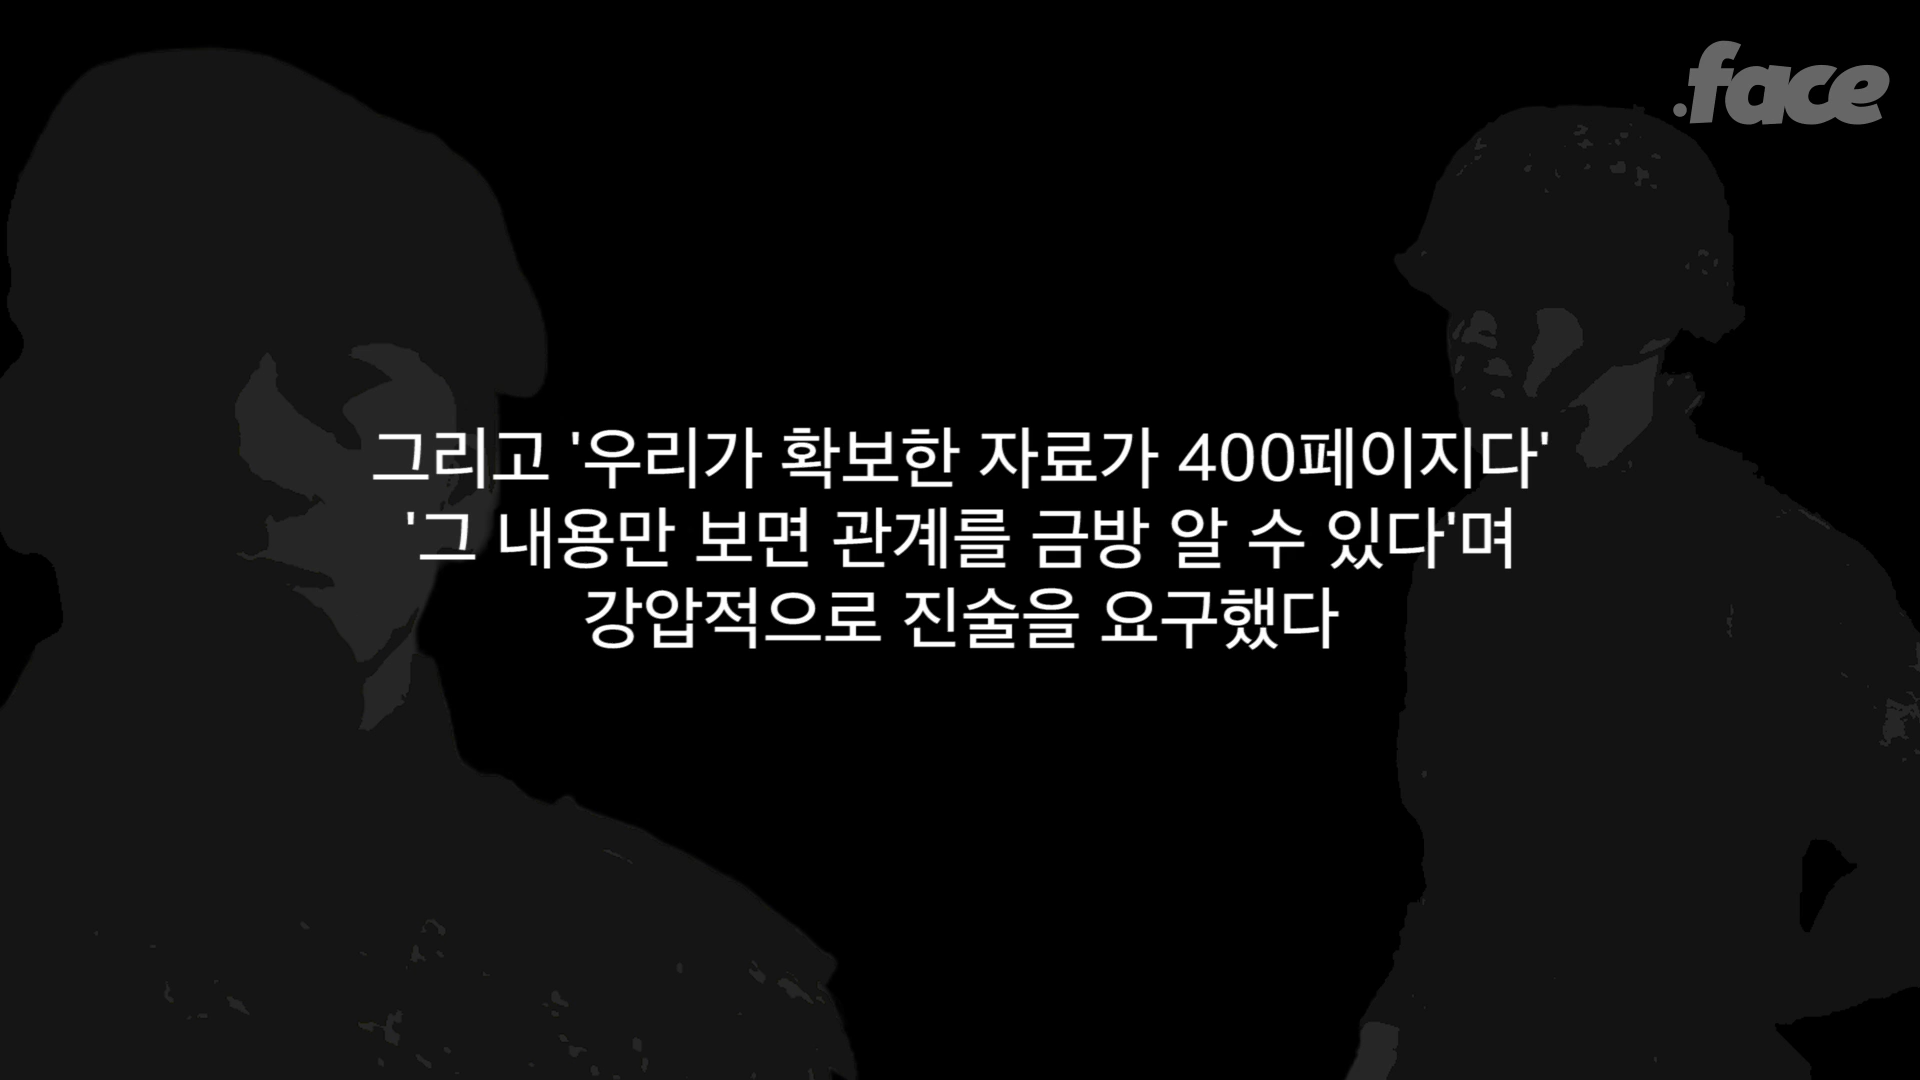 .face
그리고 '우리가 확보한 자료가 400페이지다'
'그 내용만 보면 관계를 금방 알 수 있다'며
강압적으로 진술을 요구했다